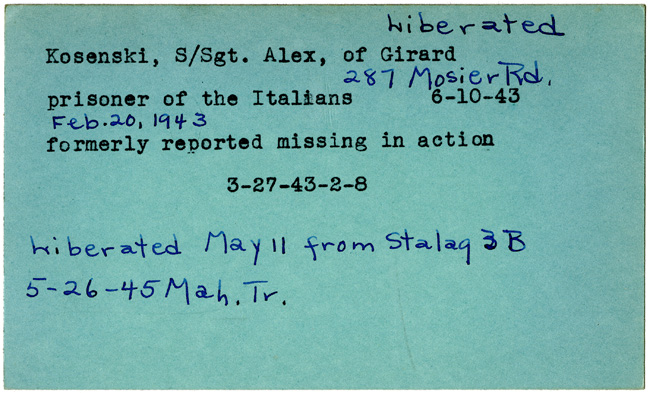 Liberated
Kosenski, S/Sgt. Alex, of Girard
287 Mosier Rd.
prisoner of the Italians 6-10-43
Feb. 20, 1943
formerly reported missing in action
3-27-43-2-8
Liberated May 11 from Stalag 3 B
5-26-45 Mah. Tr.